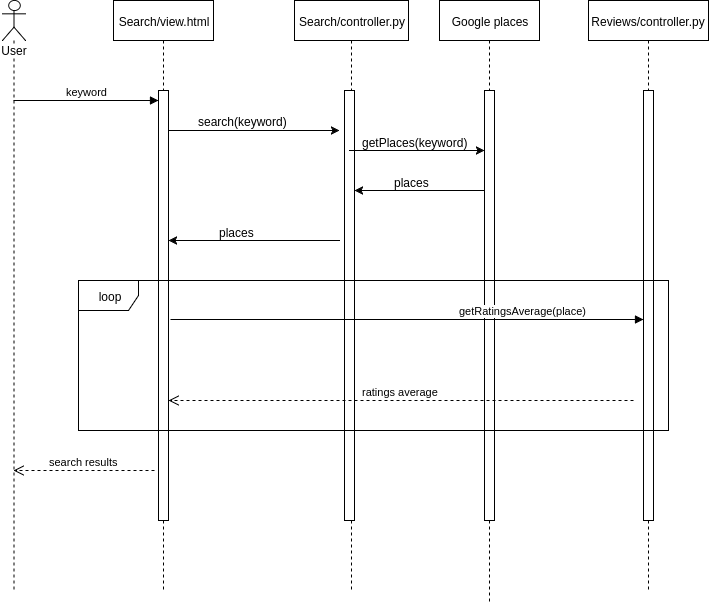 User
Search/view.html
Search/controller.py
Google places
Reviews/controller.py
keyword
search(keyword)
getPlaces(keyword)
places
places
loop
getRatingsAverage(place)
ratings average
search results